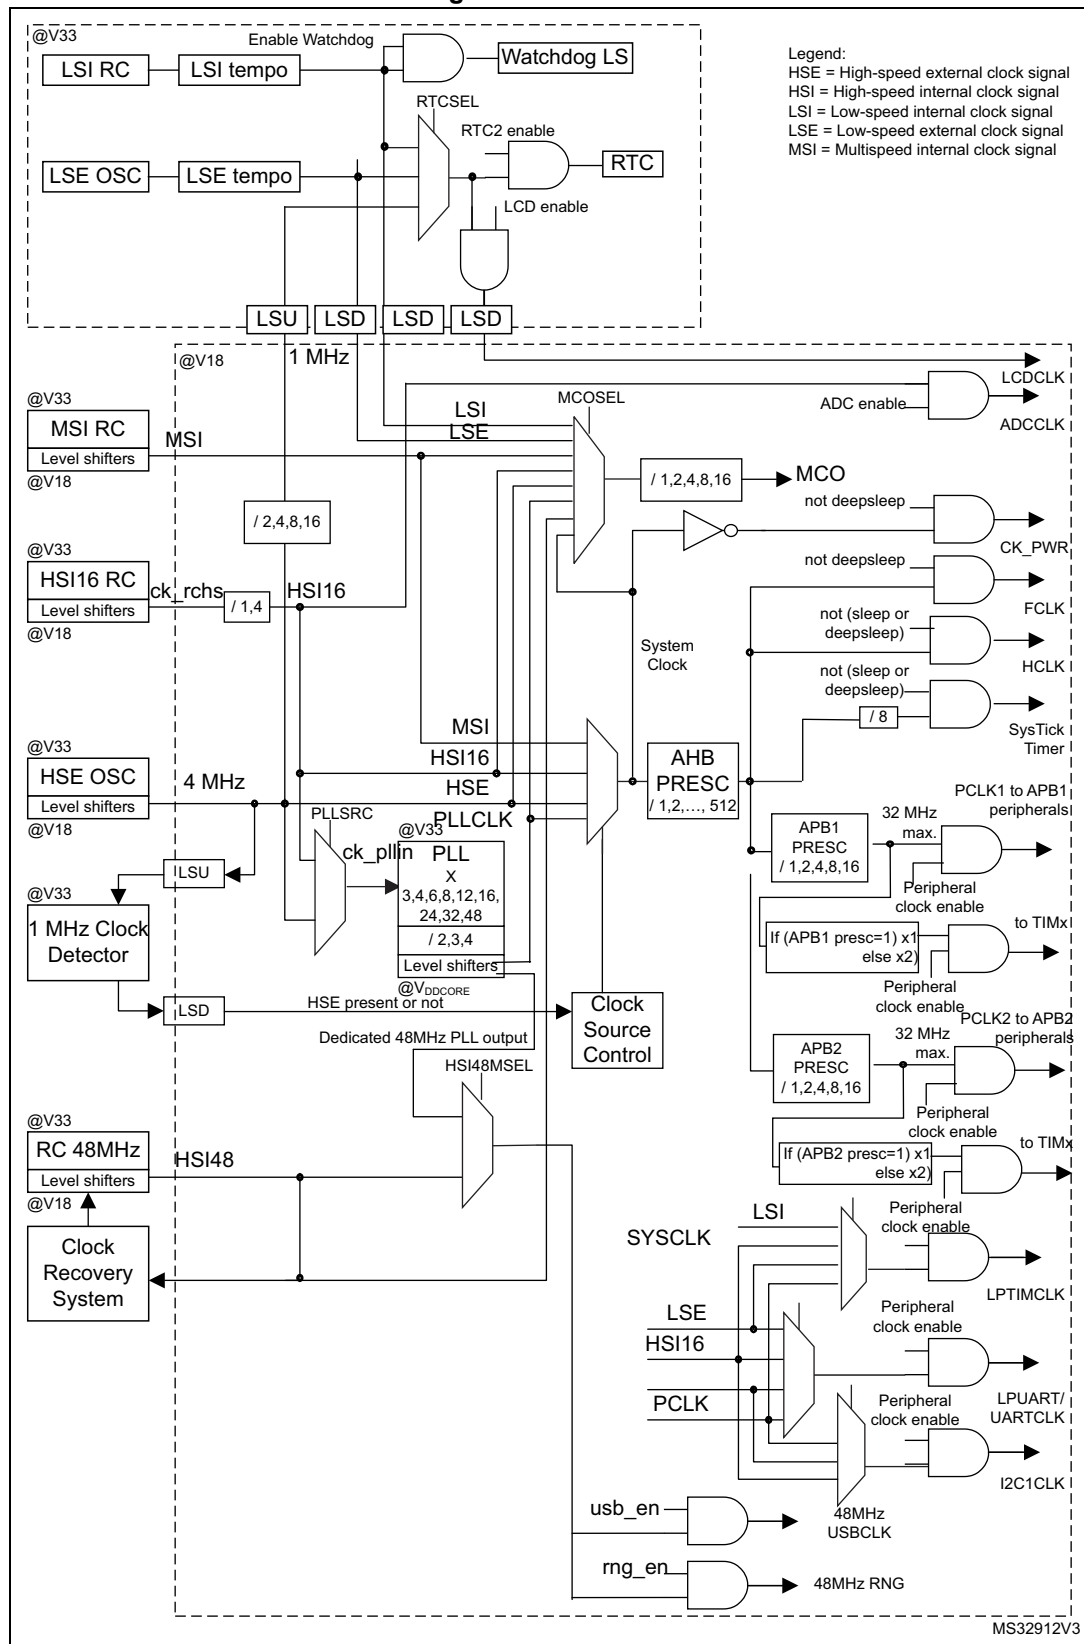 @V33
Enable Watchdog
LSI RC
LSI tempo
Watchdog LS
Legend:
HSE = High-speed external clock signal
HSI = High-speed internal clock signal
LSI = Low-speed internal clock signal
LSE = Low-speed external clock signal
MSI = Multispeed internal clock signal
RTCSEL
RTC2 enable
LSE OSC
LSE tempo
RTC
LCD enable
LSU
LSD
LSD
LSD
@V18
1 MHz
LCDCLK
@V33
MSI RC
Level shifters
@V18
MSI
LSI
LSE
MCOSEL
ADC enable
ADCCLK
/ 1,2,4,8,16
MCO
/ 2,4,8,16
not deepsleep
CK_PWR
@V33
HSI16 RC
Level shifters
@V18
ck_rchs
/ 1,4
HSI16
not deepsleep
FCLK
not (sleep or
deepsleep)
HCLK
System
Clock
not (sleep or
deepsleep)
/ 8
SysTick
Timer
@V33
HSE OSC
Level shifters
@V18
4 MHz
MSI
HSI16
HSE
PLLCLK
AHB
PRESC
/ 1,2,..., 512
PCLK1 to APB1
peripherals
32 MHz
max.
APB1
PRESC
/ 1,2,4,8,16
Peripheral
clock enable
PLLSRC
ck_pllin
@V33
PLL
X
3,4,6,8,12,16,
24,32,48
/ 2,3,4
Level shifters
@VDDCORE
LSU
@V33
1 MHz Clock
Detector
LSD
HSE present or not
Clock
Source
Control
If (APB1 presc=1) x1
else x2)
to TIMx
Peripheral
clock enable
Dedicated 48MHz PLL output
HSI48MSEL
PCLK2 to APB2
peripherals
32 MHz
max.
APB2
PRESC
/ 1,2,4,8,16
Peripheral
clock enable
If (APB2 presc=1) x1
else x2)
to TIMx
Peripheral
clock enable
@V33
RC 48MHz
Level shifters
@V18
HSI48
Clock
Recovery
System
LSI
SYSCLK
LPTIMCLK
LSE
HSI16
PCLK
Peripheral
clock enable
LPUART/
UARTCLK
Peripheral
clock enable
I2C1CLK
usb_en
48MHz
USBCLK
rng_en
48MHz RNG
MS32912V3